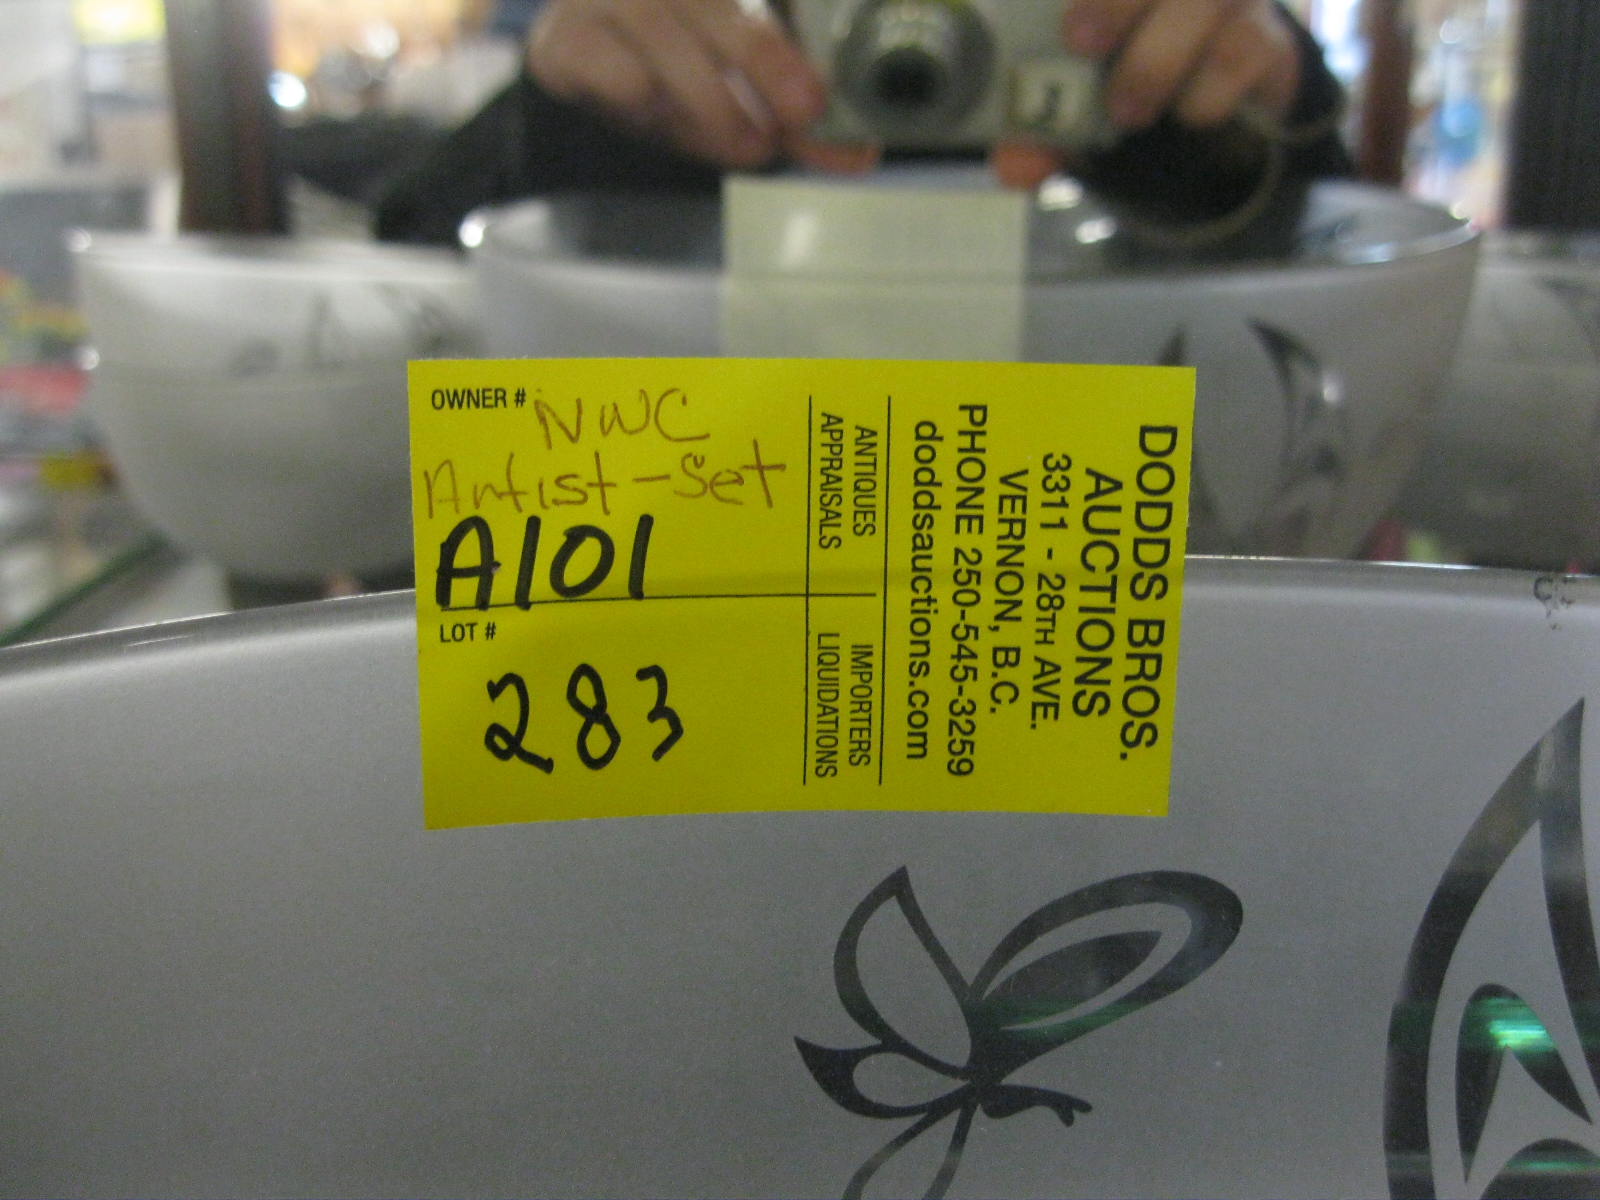 OWNER # NWC
Artist-Set
A101
LOT #
283
DODDS BROS.
AUCTIONS
3311 - 28TH AVE.
VERNON, B.C.
PHONE 250-545-3259
doddsauctions.com
ANTIQUES IMPORTERS
APPRAISALS LIQUIDATIONS